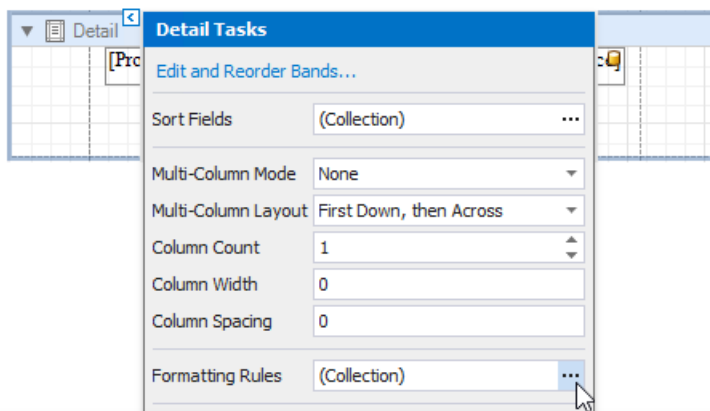 Detail
Detail Tasks
[Pro
Edit and Reorder Bands...
Sort Fields (Collection) ...
Multi-Column Mode None
Multi-Column Layout First Down, then Across
Column Count 1
Column Width 0
Column Spacing 0
Formatting Rules (Collection) ...